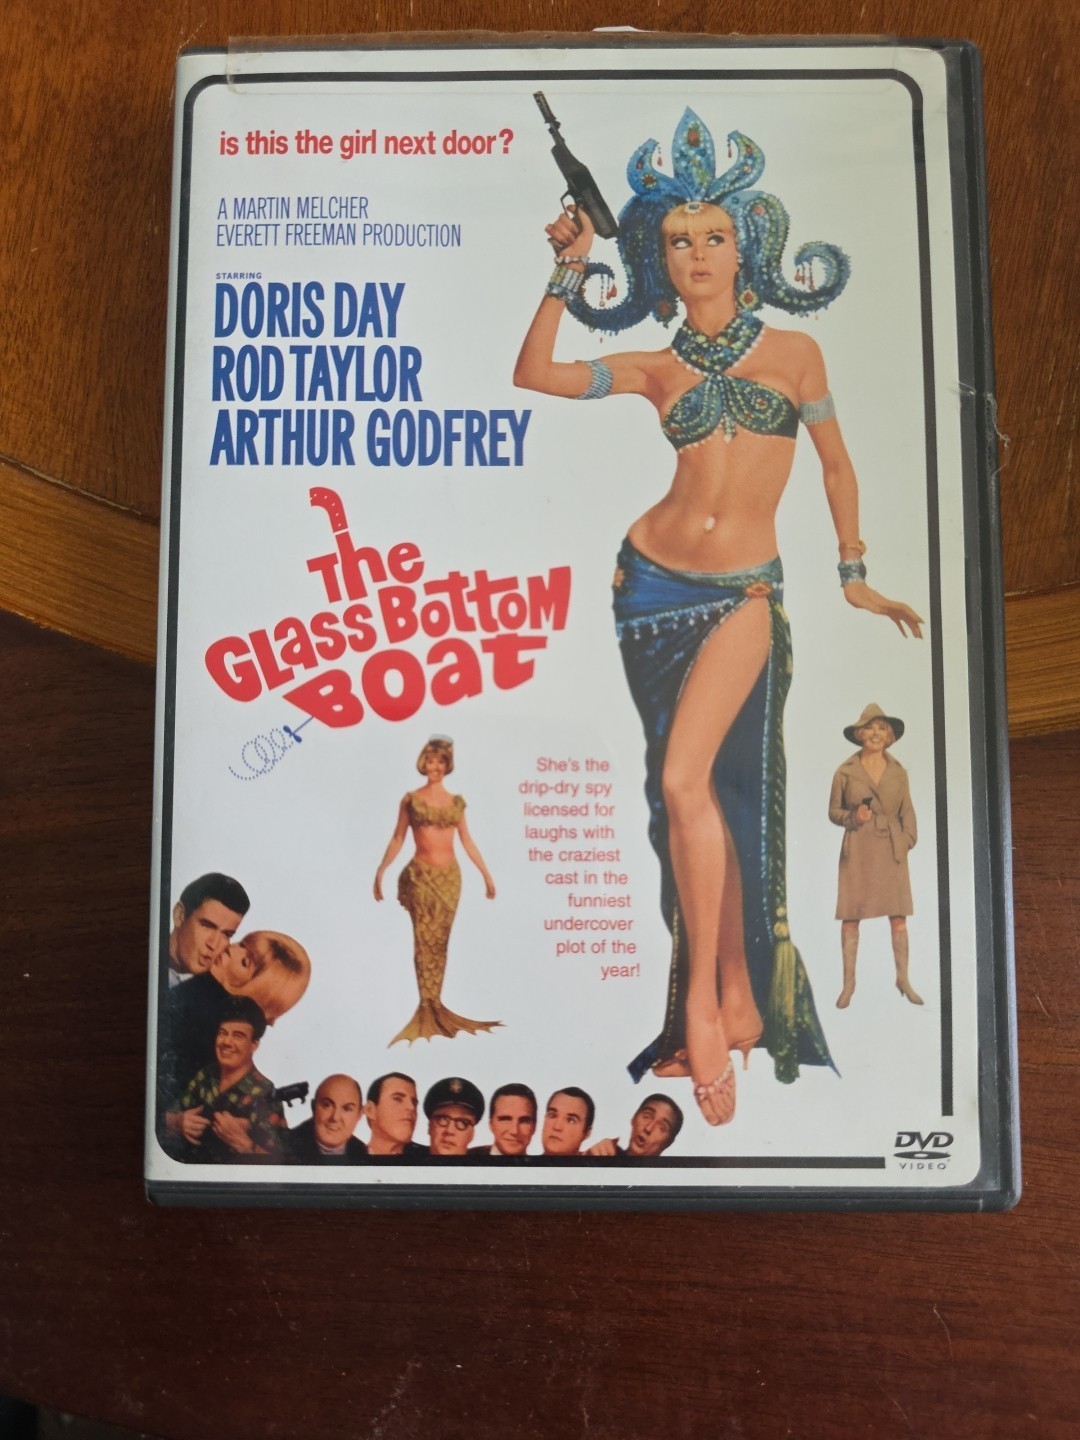 is this the girl next door?
A MARTIN MELCHER
EVERETT FREEMAN PRODUCTION
STARRING
DORIS DAY
ROD TAYLOR
ARTHUR GODFREY
The
GLASS BOTTOM
BOAT
She's the
drip-dry spy
licensed for
laughs with
the craziest
cast in the
funniest
undercover
plot of the
year!
DVD
VIDEO